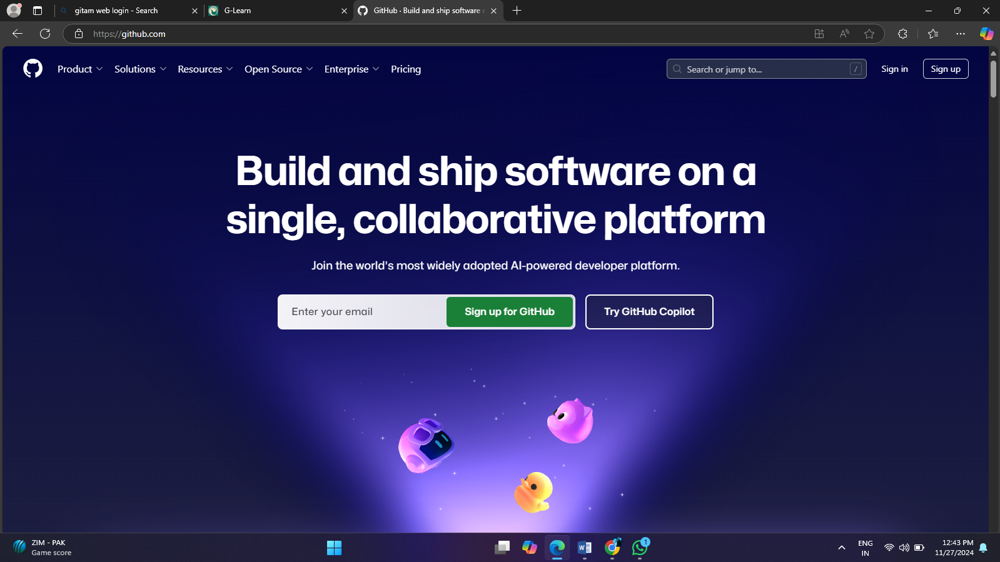 gitam web login - Search
G-Learn
GitHub · Build and ship software o
https://github.com
Product
Solutions
Resources
Open Source
Enterprise
Pricing
Search or jump to...
/
Sign in
Sign up
Build and ship software on a
single, collaborative platform
Join the world's most widely adopted AI-powered developer platform.
Enter your email
Sign up for GitHub
Try GitHub Copilot
ZIM - PAK
Game score
W
1
ENG
IN
12:43 PM
11/27/2024